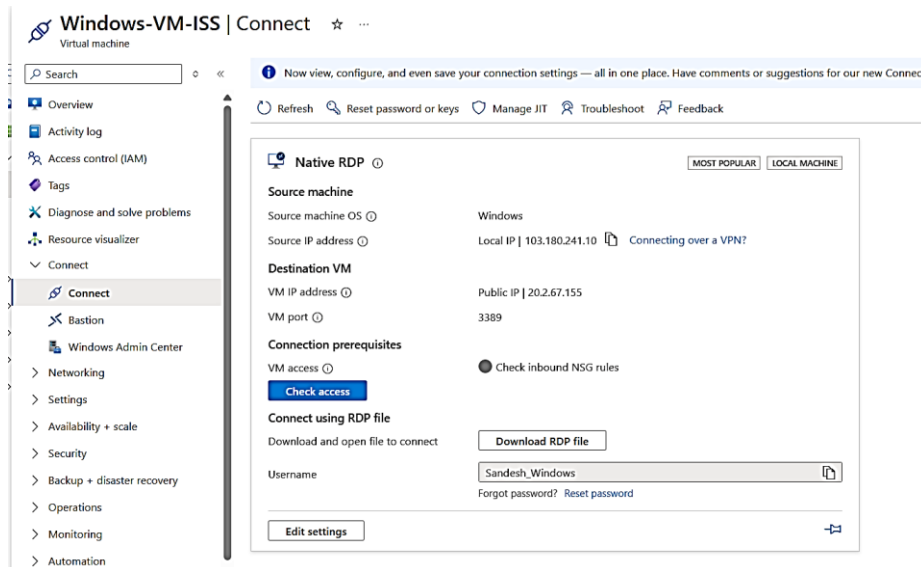 Windows-VM-ISS | Connect
Virtual machine
Search
Overview
Activity log
Access control (IAM)
Tags
Diagnose and solve problems
Resource visualizer
Connect
Connect
Bastion
Windows Admin Center
Networking
Settings
Availability + scale
Security
Backup + disaster recovery
Operations
Monitoring
Automation
Now view, configure, and even save your connection settings — all in one place. Have comments or suggestions for our new Connec
Refresh Reset password or keys Manage JIT Troubleshoot Feedback
Native RDP MOST POPULAR LOCAL MACHINE
Source machine
Source machine OS Windows
Source IP address Local IP | 103.180.241.10 Connecting over a VPN?
Destination VM
VM IP address Public IP | 20.2.67.155
VM port 3389
Connection prerequisites
VM access Check inbound NSG rules
Check access
Connect using RDP file
Download and open file to connect Download RDP file
Username Sandesh_Windows
Forgot password? Reset password
Edit settings